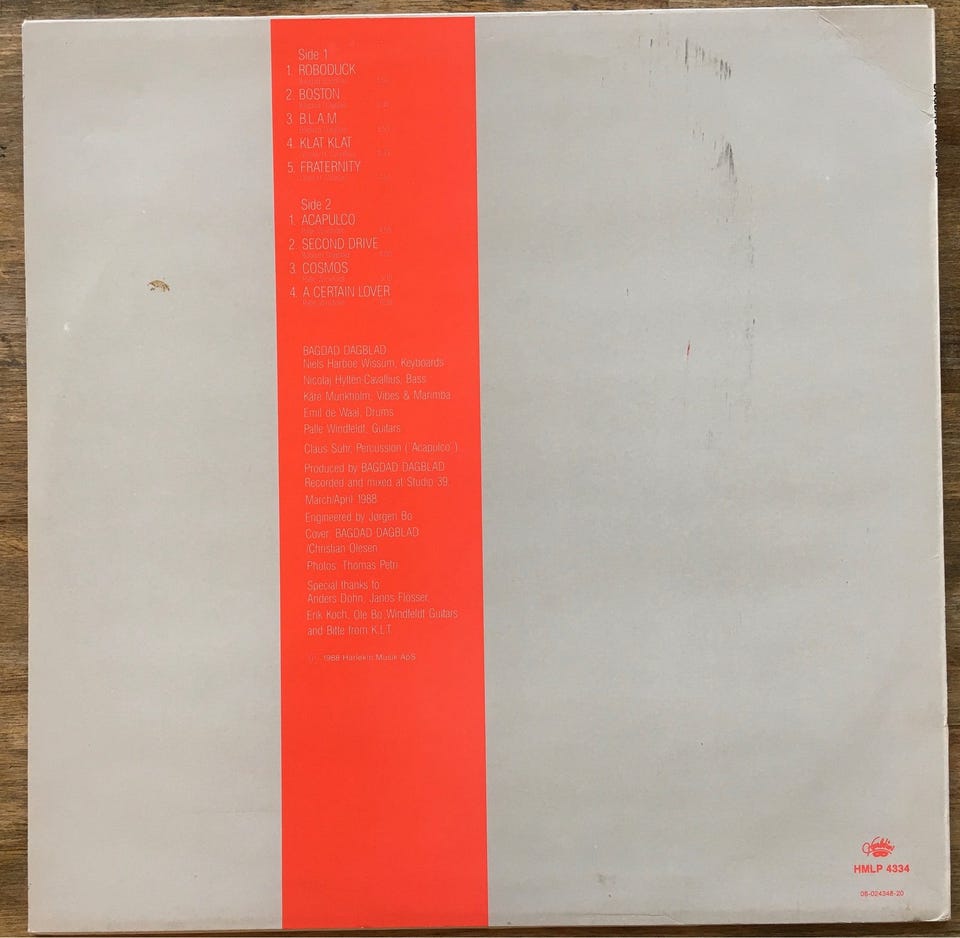 Side 1
1. ROBODUCK
2. BOSTON
3. B.L.A.M.
4. KLAT KLAT
5. FRATERNITY
Side 2
1. ACAPULCO
2. SECOND DRIVE
3. COSMOS
4. A CERTAIN LOVER
BAGDAD DAGBLAD
Niels Harboe Wissum, Keyboards
Nicolaj Hyltén-Cavallius, Bass
Kåre Munkholm, Vibes & Marimba
Emil de Waal, Drums
Palle Windfeldt, Guitars
Claus Suhr, Percussion ("Acapulco")
Produced by BAGDAD DAGBLAD
Recorded and mixed at Studio 39,
March/April 1988
Engineered by Jørgen Bo
Cover: BAGDAD DAGBLAD
/Christian Olesen
Photos: Thomas Petri
Special thanks to:
Anders Dohn, Janos Flösser,
Erik Koch, Ole Bo, Windfeldt Guitars
and Bitte from K.L.T.
1988 Harlekin Musik ApS
HMLP 4334
08-024348-20